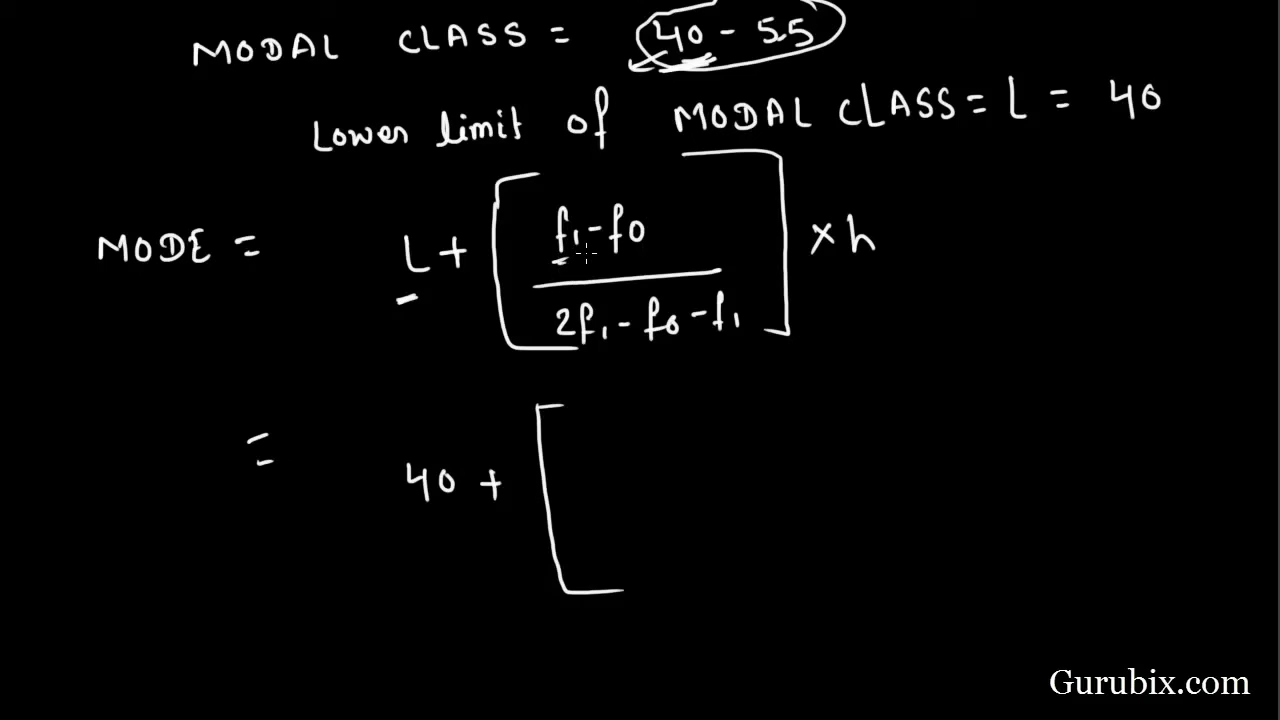 MODAL CLASS = 40 - 55
Lower limit of MODAL CLASS = L = 40
MODE = L + [ f1 - f0 / 2f1 - f0 - f1 ] × h
= 40 + [
Gurubix.com